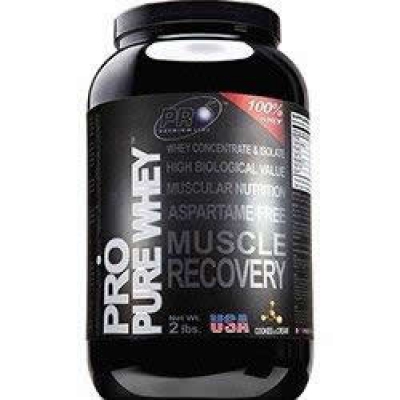 PRO
PREMIUM LINE
100%
WHEY
WHEY CONCENTRATE & ISOLATE
HIGH BIOLOGICAL VALUE
MUSCULAR NUTRITION
ASPARTAME FREE
MUSCLE
RECOVERY
PRO
PURE WHEY
Net Wt.
2 lbs.
USA
COOKIES & CREAM